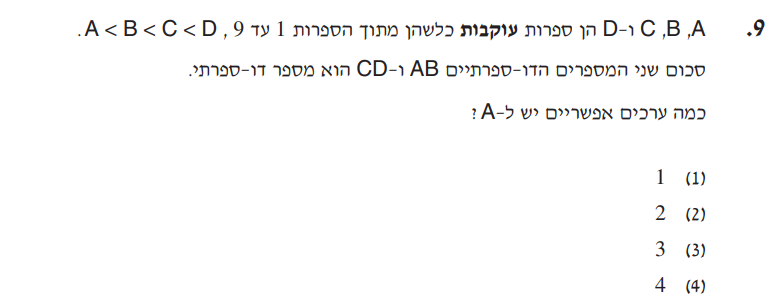 9. A, B, C ו-D הן ספרות עוקבות כלשהן מתוך הספרות 1 עד 9, A < B < C < D.
סכום שני המספרים הדו-ספרתיים AB ו-CD הוא מספר דו-ספרתי.
כמה ערכים אפשריים יש ל-A?
(1) 1
(2) 2
(3) 3
(4) 4